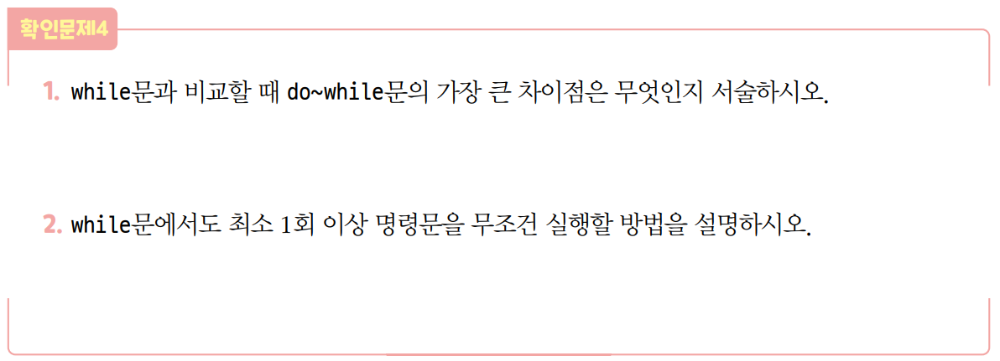 확인문제4
1. while문과 비교할 때 do~while문의 가장 큰 차이점은 무엇인지 서술하시오.
2. while문에서도 최소 1회 이상 명령문을 무조건 실행할 방법을 설명하시오.